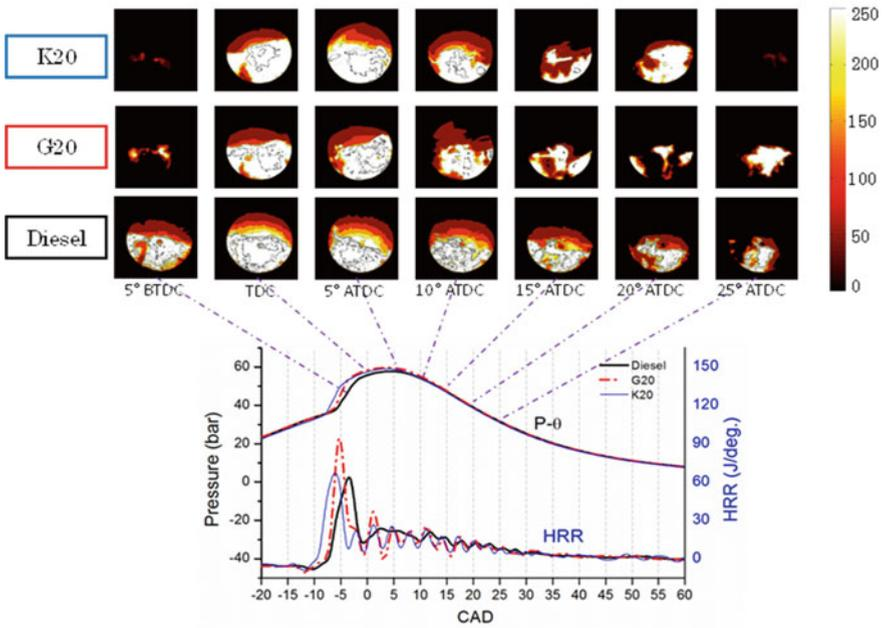 K20
G20
Diesel
250
200
150
100
50
0
5° BTDC TDC 5° ATDC 10° ATDC 15° ATDC 20° ATDC 25° ATDC
Pressure (bar)
60
40
20
0
-20
-40
Diesel
G20
K20
P-θ
HRR
150
120
90
60
30
0
HRR (J/deg.)
-20 -15 -10 -5 0 5 10 15 20 25 30 35 40 45 50 55 60
CAD